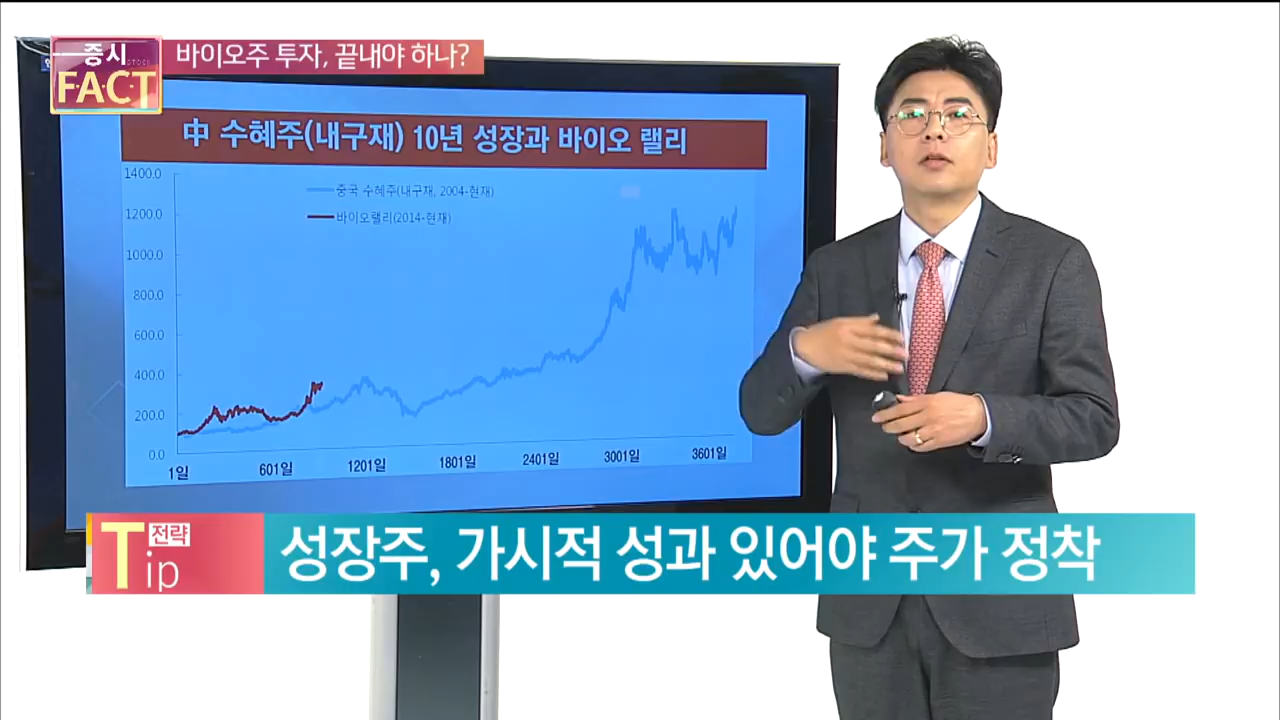 증시
STOCK
F·A·C·T
바이오주 투자, 끝내야 하나?
中 수혜주(내구재) 10년 성장과 바이오 랠리
1400.0
1200.0
1000.0
800.0
600.0
400.0
200.0
0.0
중국 수혜주(내구재, 2004-현재)
바이오랠리(2014-현재)
1일
601일
1201일
1801일
2401일
3001일
3601일
Tip
전략
성장주, 가시적 성과 있어야 주가 정착